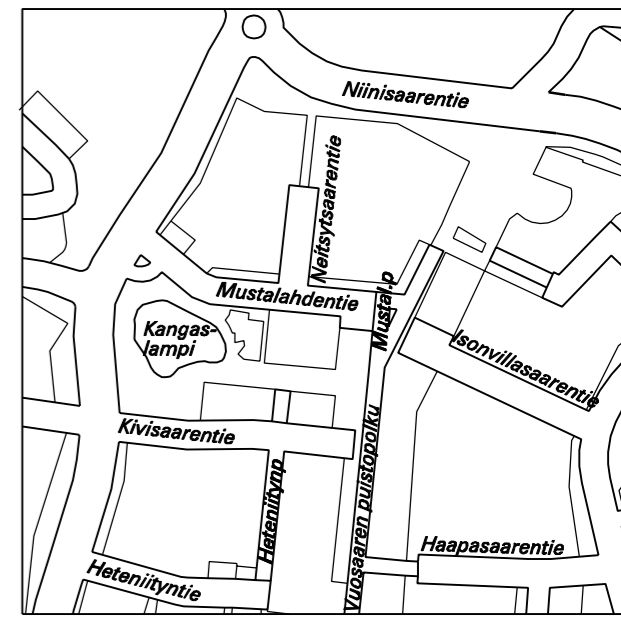 Niinisaarentie
Neitsytsaarentie
Mustalahdentie
Mustal.p
Kangas-
lampi
Isonvillasaarentie
Kivisaarentie
Heteniitynp
Vuosaaren puistopolku
Haapasaarentie
Heteniityntie